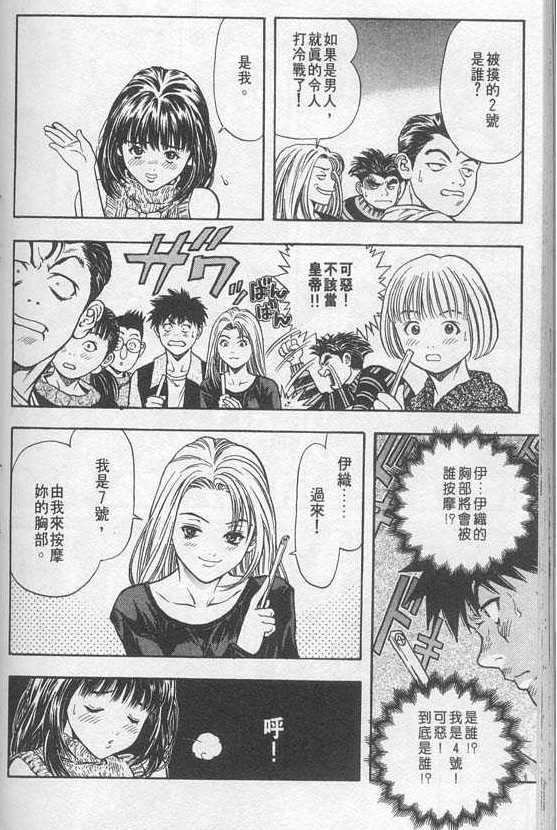 被摸的2號
是誰?
如果是男人，
就眞的令人
打冷戰了！
是我。
可惡！
不該當
皇帝!!
ばんばん
ザワッ
伊…伊織的
胸部將會被
誰按摩!?
ド
是誰!?
我是4號！
可惡！
到底是誰!?
伊織……
過來！
我是7號，
由我來按摩
妳的胸部。
呼！